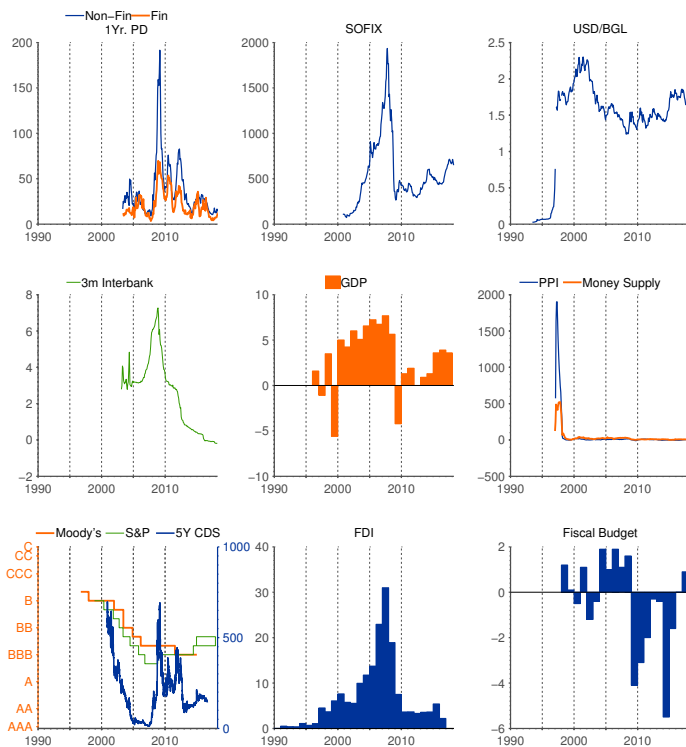 Non-Fin Fin
1Yr. PD
200
150
100
50
0
1990 2000 2010
SOFIX
2000
1500
1000
500
0
1990 2000 2010
USD/BGL
2.5
2
1.5
1
0.5
0
1990 2000 2010
3m Interbank
8
6
4
2
0
−2
1990 2000 2010
GDP
10
5
0
−5
−10
1990 2000 2010
PPI Money Supply
2000
1500
1000
500
0
−500
1990 2000 2010
Moody's S&P 5Y CDS
C
CC
CCC
B
BB
BBB
A
AA
AAA
1000
500
0
1990 2000 2010
FDI
40
30
20
10
0
1990 2000 2010
Fiscal Budget
2
0
−2
−4
−6
1990 2000 2010